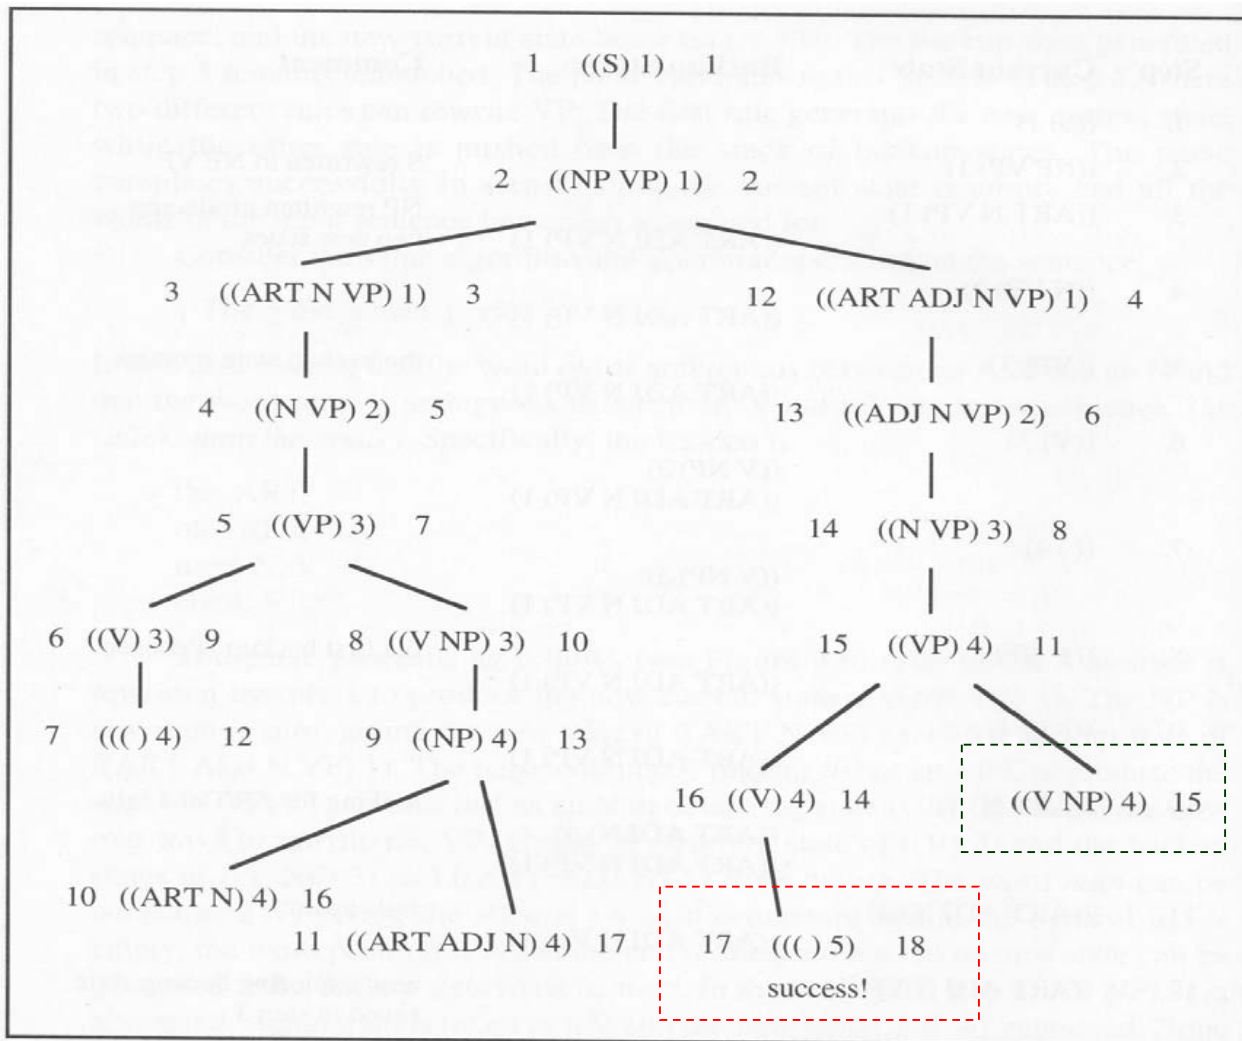 1 ((S) 1) 1
2 ((NP VP) 1) 2
3 ((ART N VP) 1) 3
12 ((ART ADJ N VP) 1) 4
4 ((N VP) 2) 5
13 ((ADJ N VP) 2) 6
5 ((VP) 3) 7
14 ((N VP) 3) 8
6 ((V) 3) 9
8 ((V NP) 3) 10
15 ((VP) 4) 11
7 ((( ) 4) 12
9 ((NP) 4) 13
16 ((V) 4) 14
((V NP) 4) 15
10 ((ART N) 4) 16
11 ((ART ADJ N) 4) 17
17 ((( ) 5) 18
success!